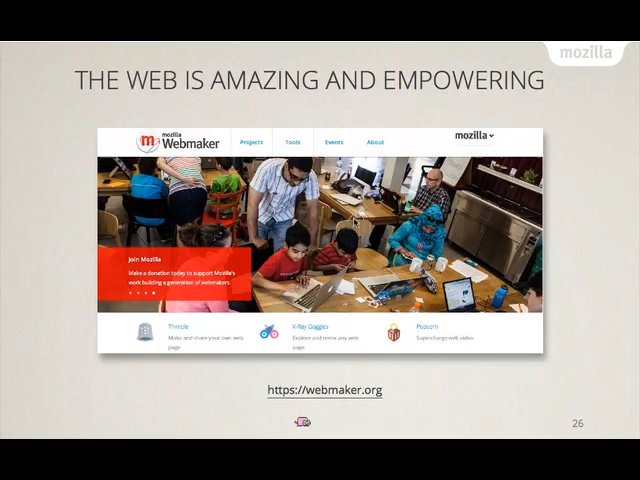 mozilla
THE WEB IS AMAZING AND EMPOWERING
mozilla
Webmaker
Projects
Tools
Events
About
mozilla
Join Mozilla
Make a donation today to support Mozilla's
work building a generation of webmakers.
Thimble
Make and share your own web
page
X-Ray Goggles
Explore and remix any web
page
Popcorn
Supercharge web video
https://webmaker.org
26